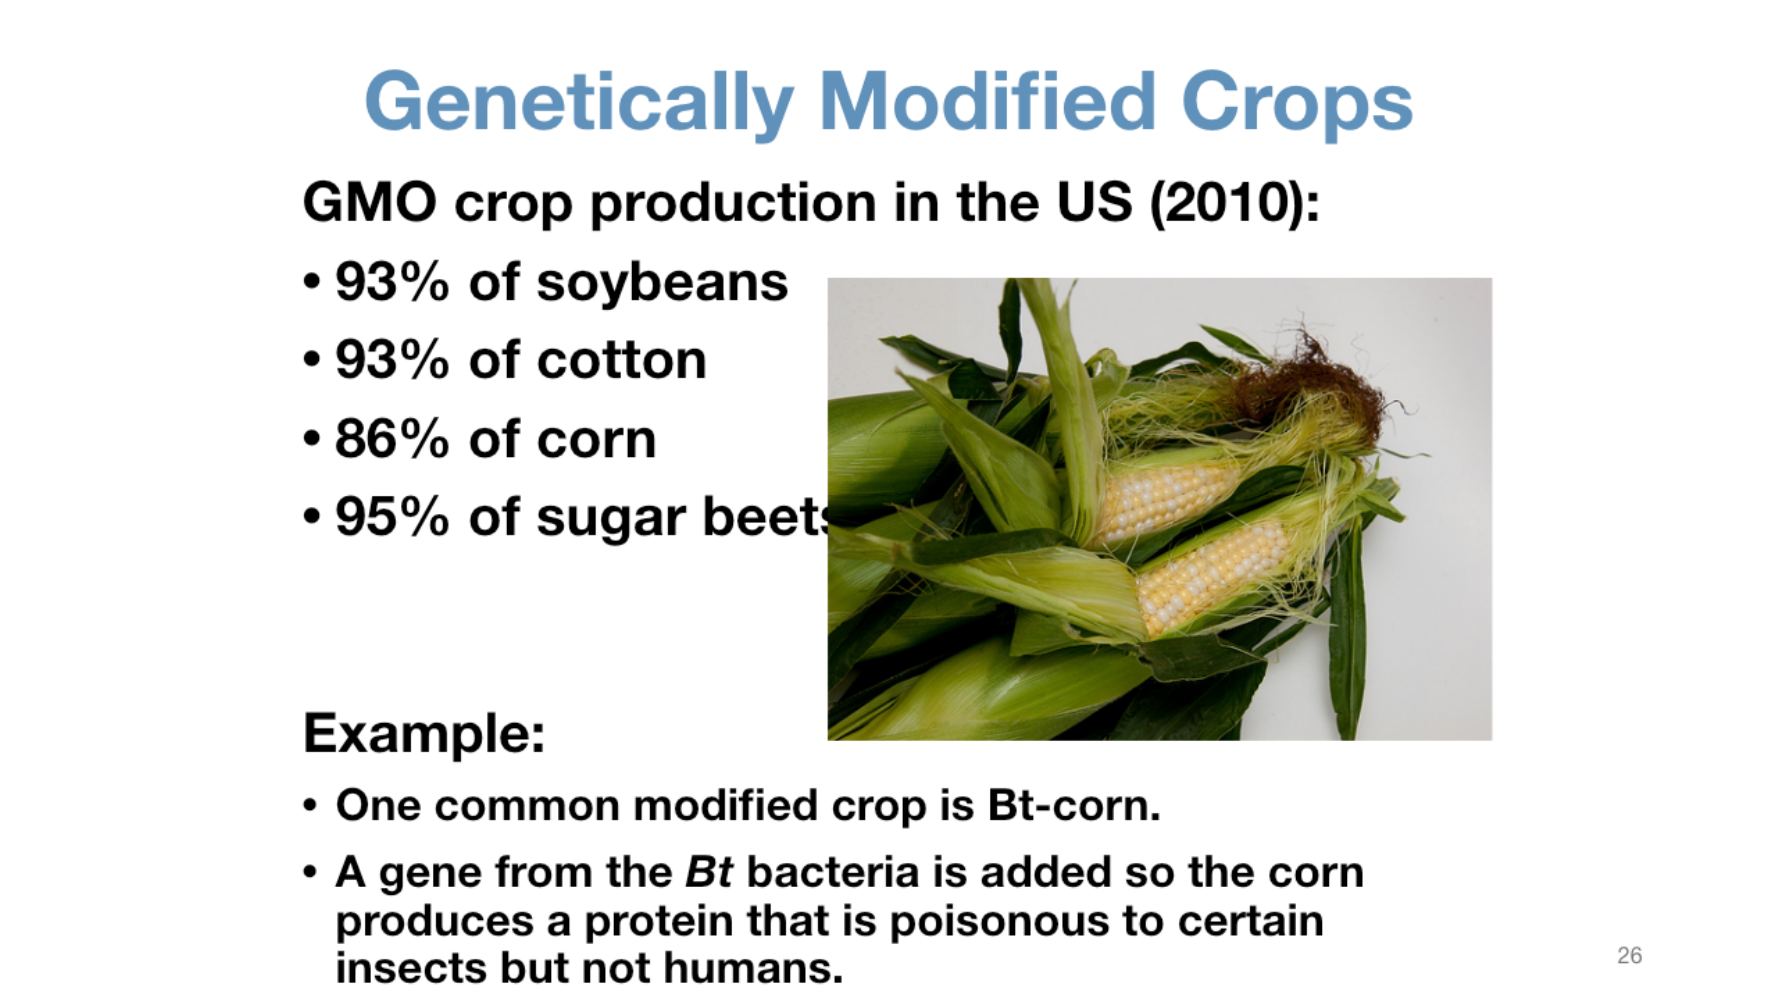 Genetically Modified Crops
GMO crop production in the US (2010):
• 93% of soybeans
• 93% of cotton
• 86% of corn
• 95% of sugar beets
Example:
• One common modified crop is Bt-corn.
• A gene from the Bt bacteria is added so the corn
produces a protein that is poisonous to certain
insects but not humans.
26